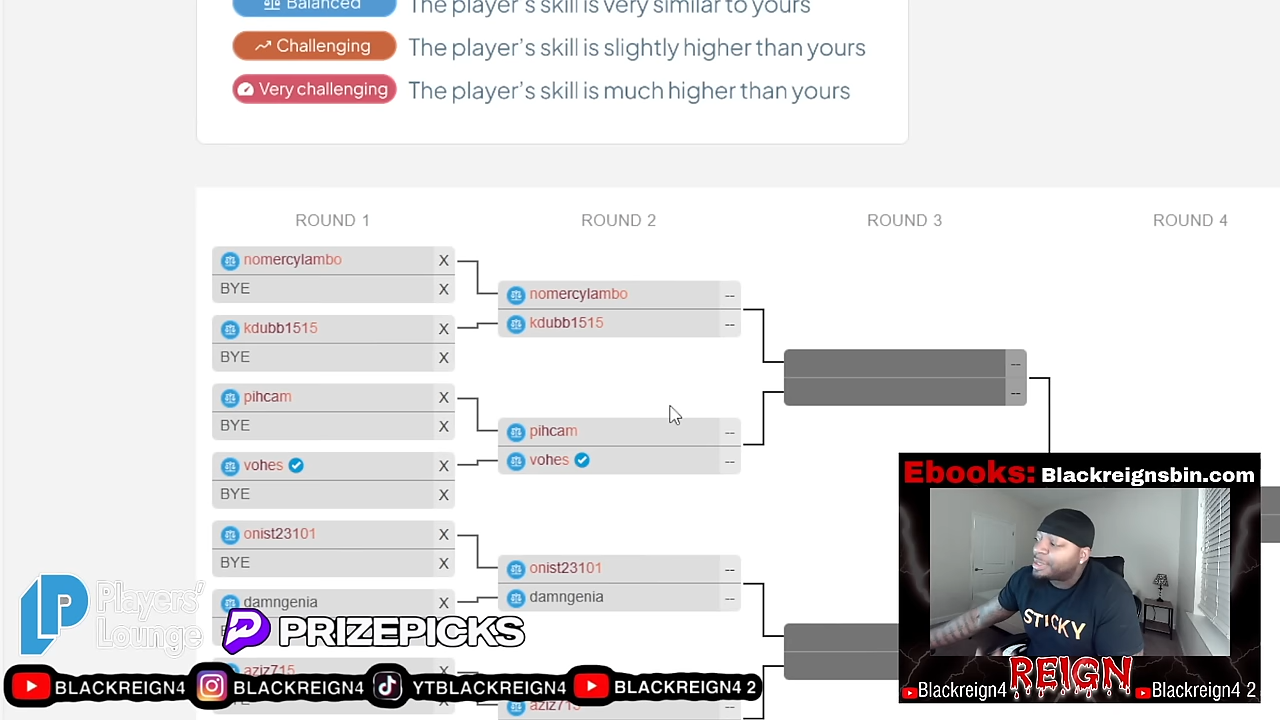 Balanced The player's skill is very similar to yours
Challenging The player's skill is slightly higher than yours
Very challenging The player's skill is much higher than yours
ROUND 1 ROUND 2 ROUND 3 ROUND 4
nomercylambo X
BYE X
kdubb1515 X
BYE X
pihcam X
BYE X
vohes X
BYE X
onist23101 X
BYE X
damngenia X
aziz715 X
nomercylambo --
kdubb1515 --
pihcam --
vohes --
onist23101 --
damngenia --
aziz715 --
--
--
Ebooks: Blackreignsbin.com
STICKY
REIGN
Blackreign4 Blackreign4 2
LP Players'
Lounge
PRIZEPICKS
BLACKREIGN4 BLACKREIGN4 YTBLACKREIGN4 BLACKREIGN4 2